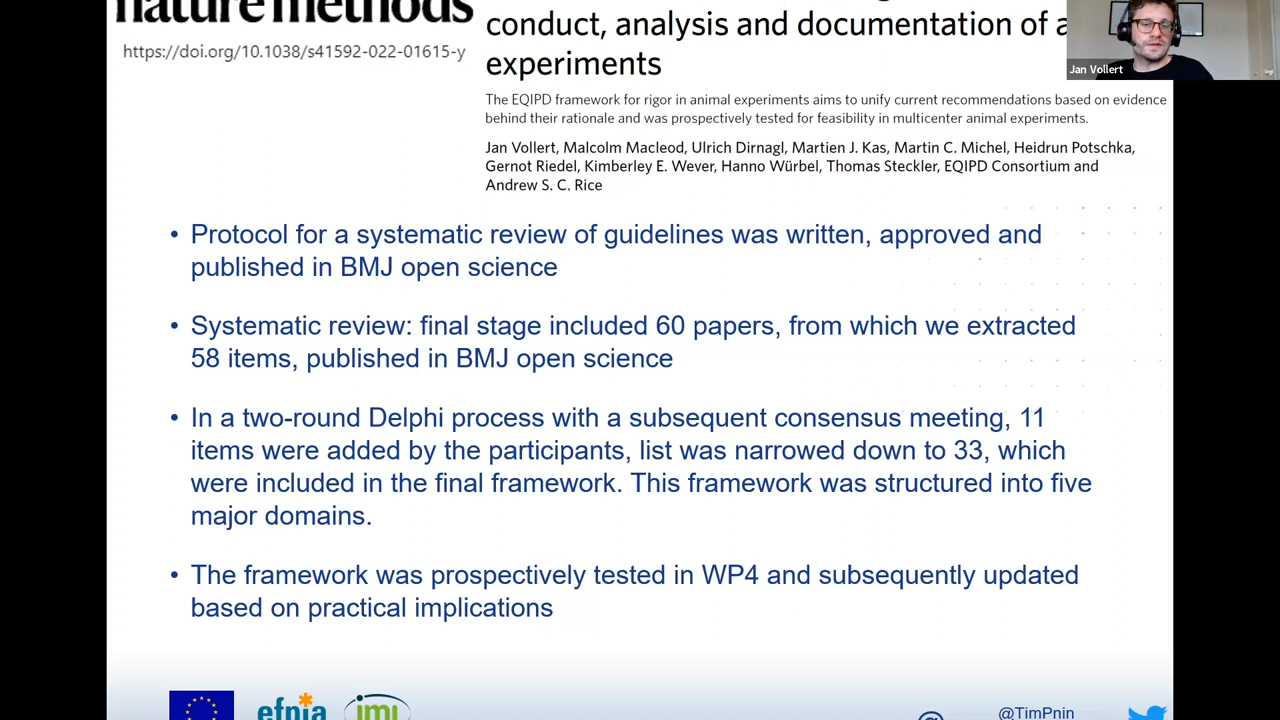 nature methods
https://doi.org/10.1038/s41592-022-01615-y
conduct, analysis and documentation of a
experiments
The EQIPD framework for rigor in animal experiments aims to unify current recommendations based on evidence
behind their rationale and was prospectively tested for feasibility in multicenter animal experiments.
Jan Vollert, Malcolm Macleod, Ulrich Dirnagl, Martien J. Kas, Martin C. Michel, Heidrun Potschka,
Gernot Riedel, Kimberley E. Wever, Hanno Würbel, Thomas Steckler, EQIPD Consortium and
Andrew S. C. Rice
Jan Vollert
• Protocol for a systematic review of guidelines was written, approved and
published in BMJ open science
• Systematic review: final stage included 60 papers, from which we extracted
58 items, published in BMJ open science
• In a two-round Delphi process with a subsequent consensus meeting, 11
items were added by the participants, list was narrowed down to 33, which
were included in the final framework. This framework was structured into five
major domains.
• The framework was prospectively tested in WP4 and subsequently updated
based on practical implications
efpia
imi
@
@TimPnin